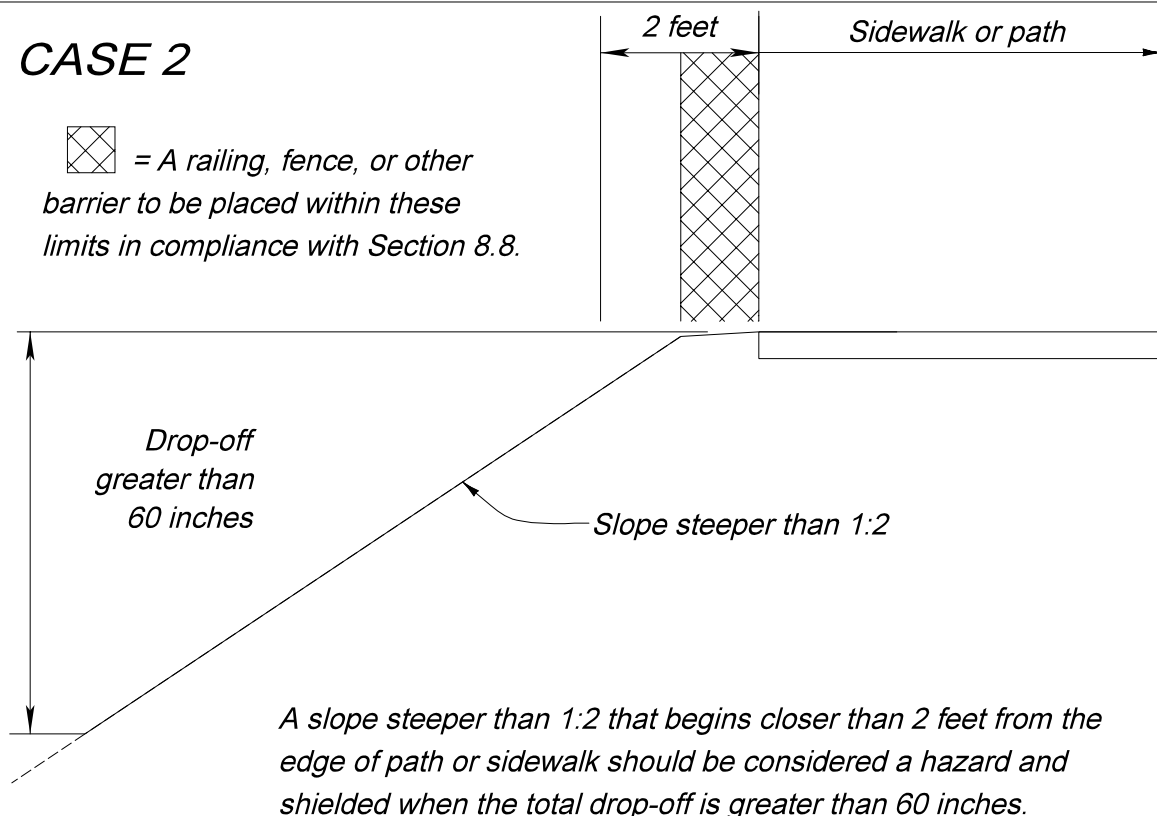 CASE 2
2 feet
Sidewalk or path
= A railing, fence, or other
barrier to be placed within these
limits in compliance with Section 8.8.
Drop-off
greater than
60 inches
Slope steeper than 1:2
A slope steeper than 1:2 that begins closer than 2 feet from the
edge of path or sidewalk should be considered a hazard and
shielded when the total drop-off is greater than 60 inches.